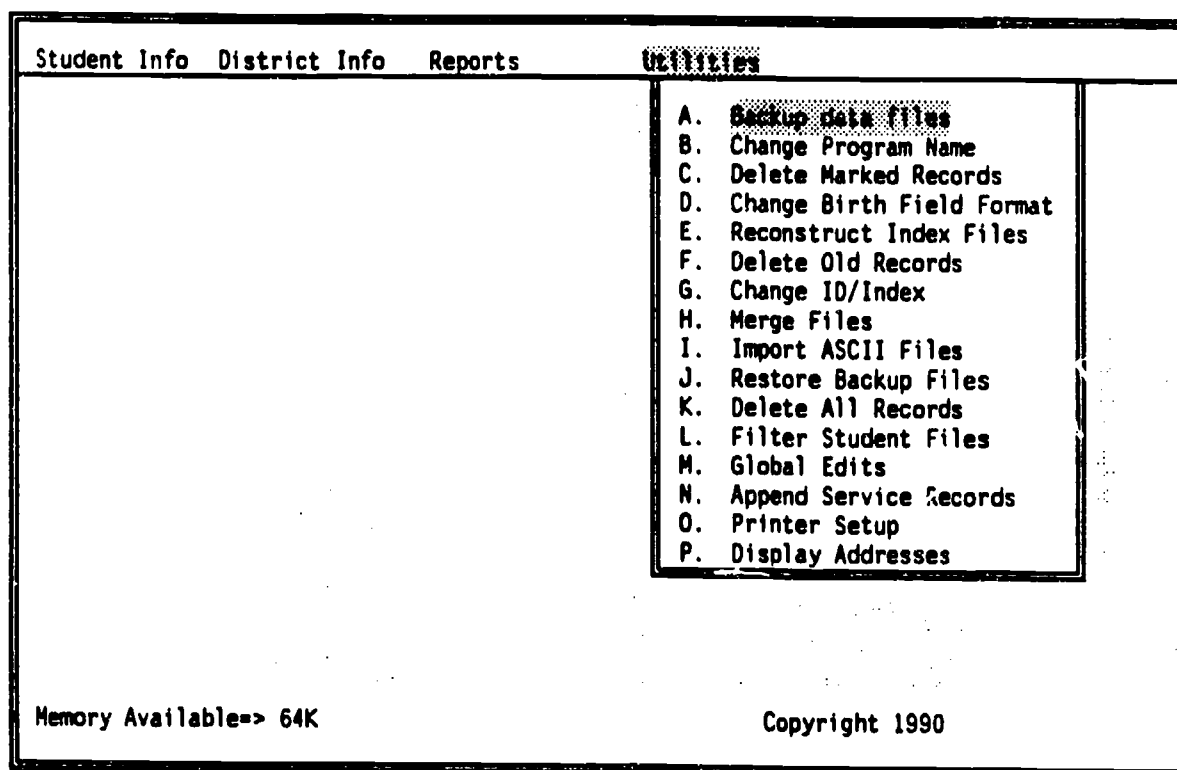 Student Info District Info Reports Utilities
A. Backup data files
B. Change Program Name
C. Delete Marked Records
D. Change Birth Field Format
E. Reconstruct Index Files
F. Delete Old Records
G. Change ID/Index
H. Merge Files
I. Import ASCII Files
J. Restore Backup Files
K. Delete All Records
L. Filter Student Files
M. Global Edits
N. Append Service Records
O. Printer Setup
P. Display Addresses
Memory Available=> 64K Copyright 1990